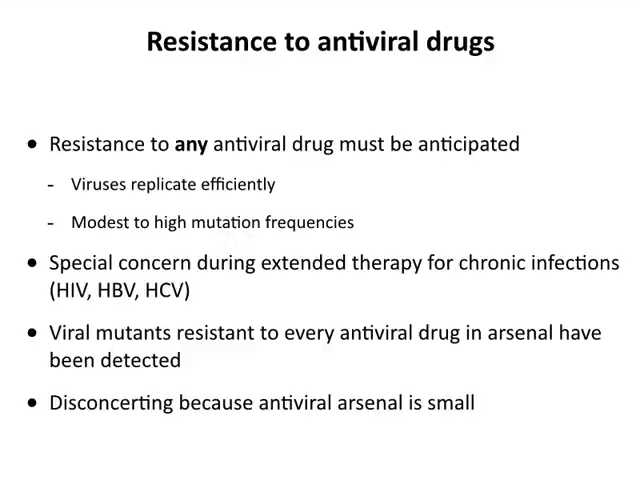 Resistance to antiviral drugs
• Resistance to any antiviral drug must be anticipated
- Viruses replicate efficiently
- Modest to high mutation frequencies
• Special concern during extended therapy for chronic infections
(HIV, HBV, HCV)
• Viral mutants resistant to every antiviral drug in arsenal have
been detected
• Disconcerting because antiviral arsenal is small